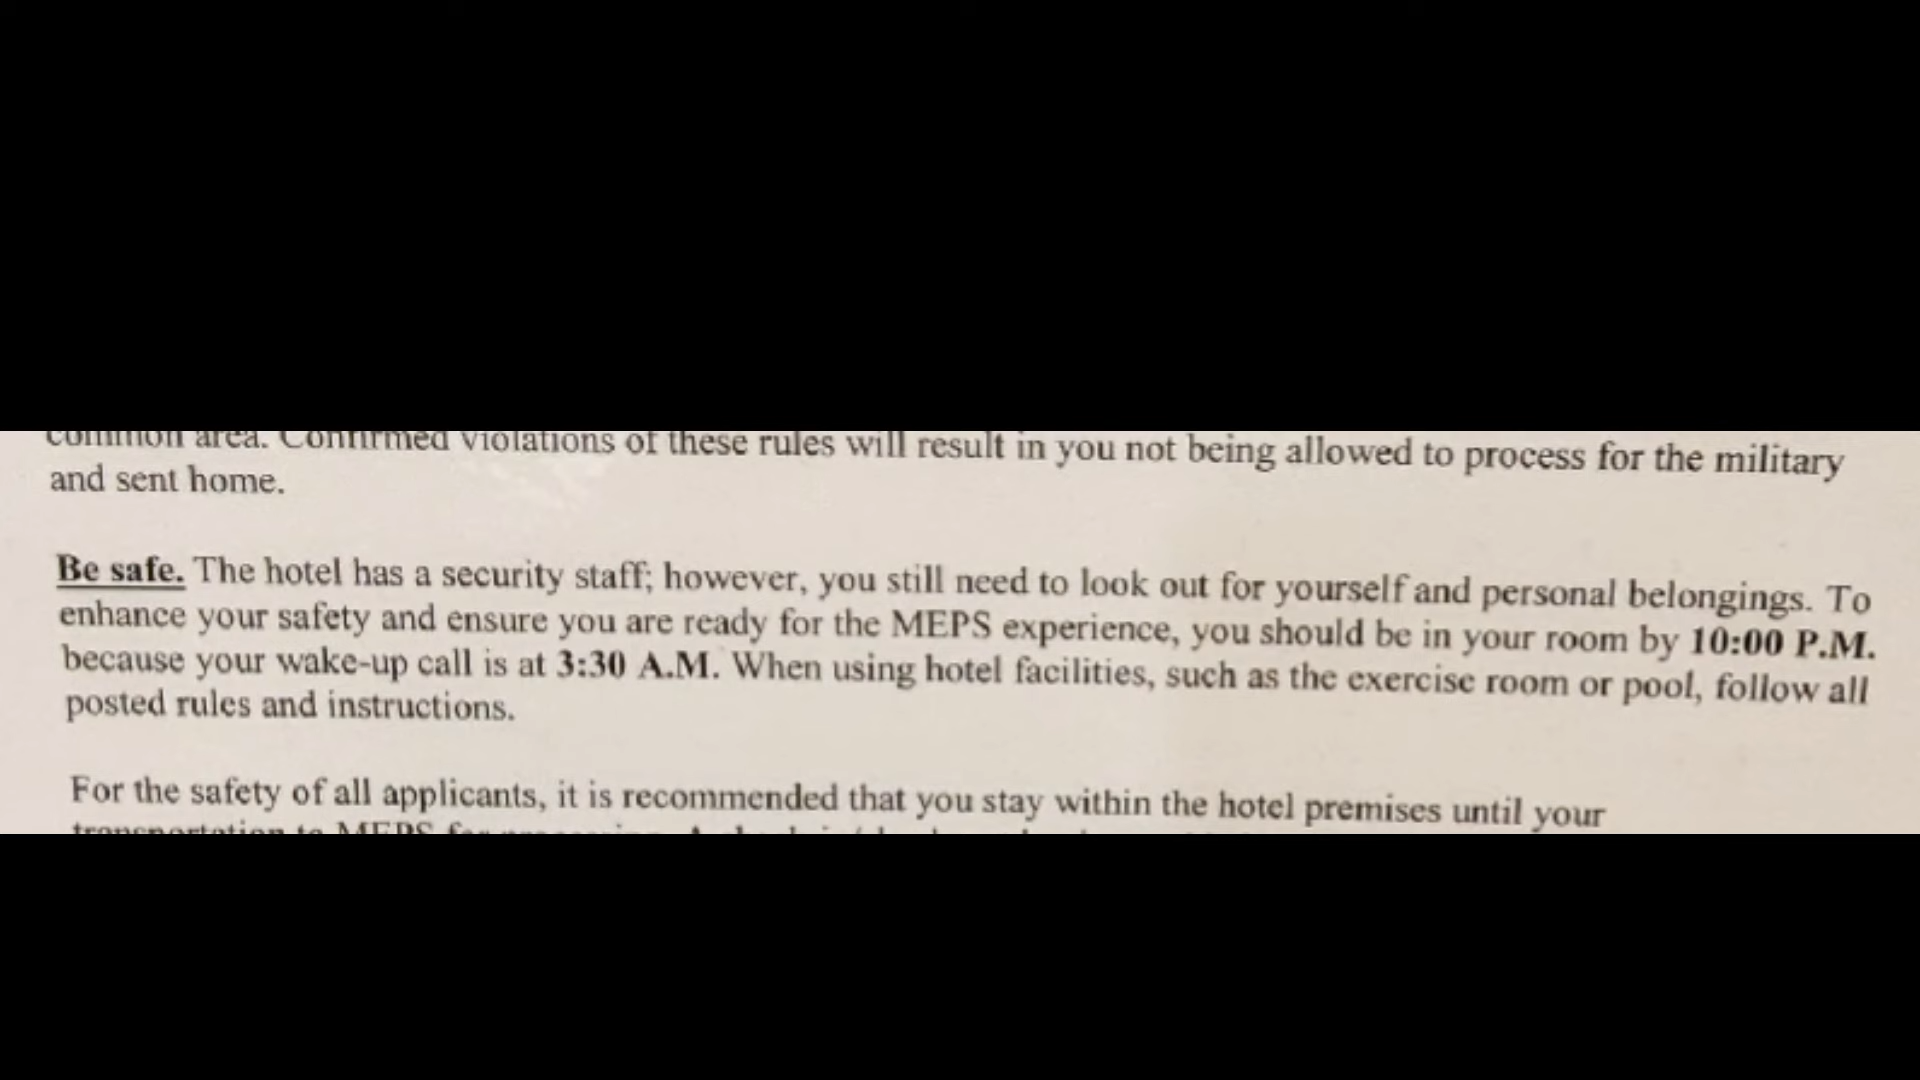 common area. Confirmed violations of these rules will result in you not being allowed to process for the military
and sent home.
Be safe. The hotel has a security staff; however, you still need to look out for yourself and personal belongings. To
enhance your safety and ensure you are ready for the MEPS experience, you should be in your room by 10:00 P.M.
because your wake-up call is at 3:30 A.M. When using hotel facilities, such as the exercise room or pool, follow all
posted rules and instructions.
For the safety of all applicants, it is recommended that you stay within the hotel premises until your
transportation to MEPS for